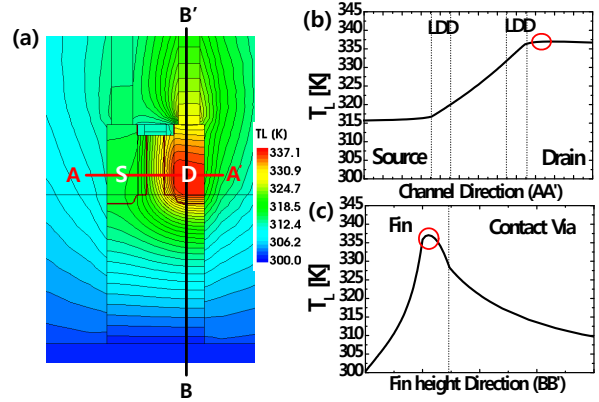 (a)
B'
TL (K)
337.1
330.9
324.7
318.5
312.4
306.2
300.0
A
S
D
A'
B
(b)
LDD
LDD
345
340
335
330
325
320
315
310
305
300
T_L [K]
Source
Drain
Channel Direction (AA')
(c)
Fin
Contact Via
345
340
335
330
325
320
315
310
305
300
T_L [K]
Fin height Direction (BB')